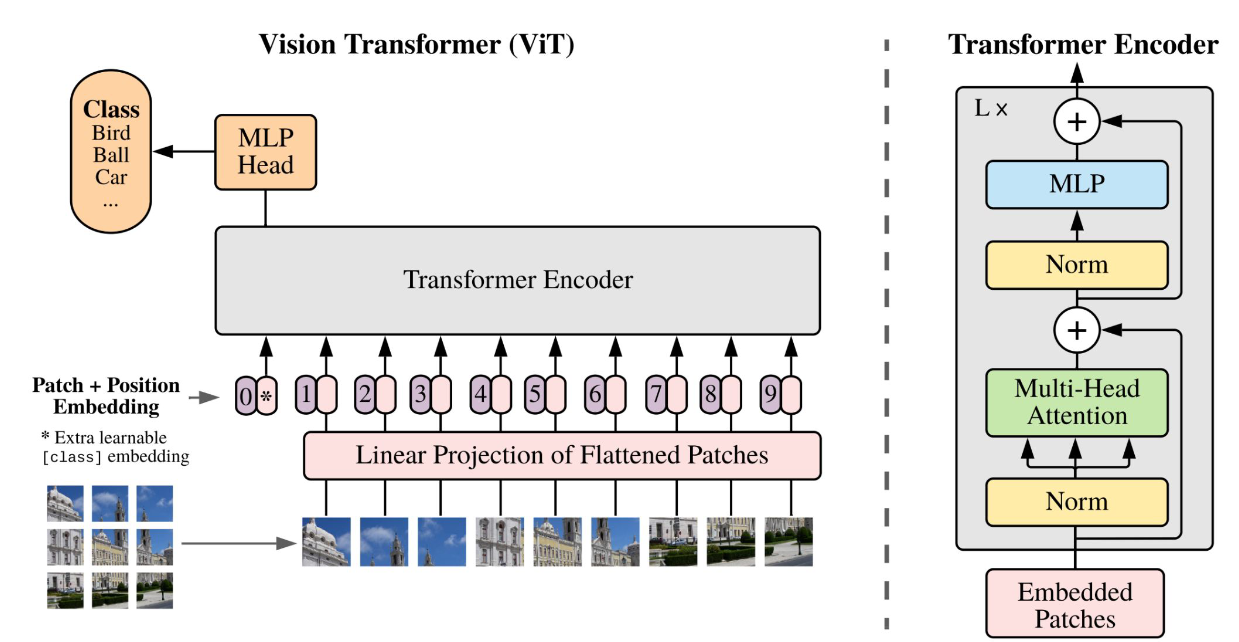 Vision Transformer (ViT)
Class
Bird
Ball
Car
...
MLP
Head
Transformer Encoder
Patch + Position
Embedding
* Extra learnable
[class] embedding
0 * 1 2 3 4 5 6 7 8 9
Linear Projection of Flattened Patches
Transformer Encoder
L x
+
MLP
Norm
+
Multi-Head
Attention
Norm
Embedded
Patches